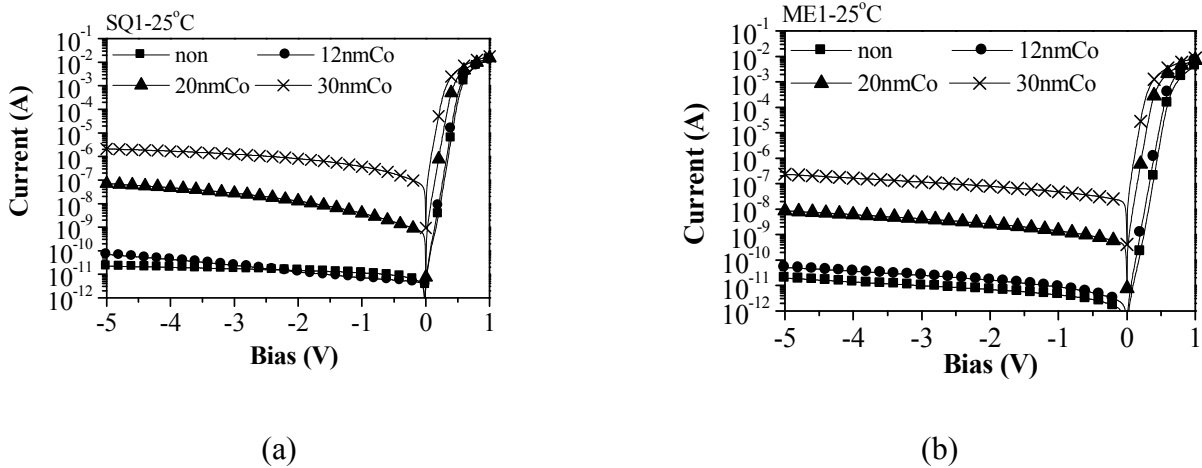 SQ1-25°C
non
12nmCo
20nmCo
30nmCo
Current (A)
10⁻¹
10⁻²
10⁻³
10⁻⁴
10⁻⁵
10⁻⁶
10⁻⁷
10⁻⁸
10⁻⁹
10⁻¹⁰
10⁻¹¹
10⁻¹²
-5 -4 -3 -2 -1 0 1
Bias (V)
(a)
ME1-25°C
non
12nmCo
20nmCo
30nmCo
Current (A)
10⁻¹
10⁻²
10⁻³
10⁻⁴
10⁻⁵
10⁻⁶
10⁻⁷
10⁻⁸
10⁻⁹
10⁻¹⁰
10⁻¹¹
10⁻¹²
-5 -4 -3 -2 -1 0 1
Bias (V)
(b)